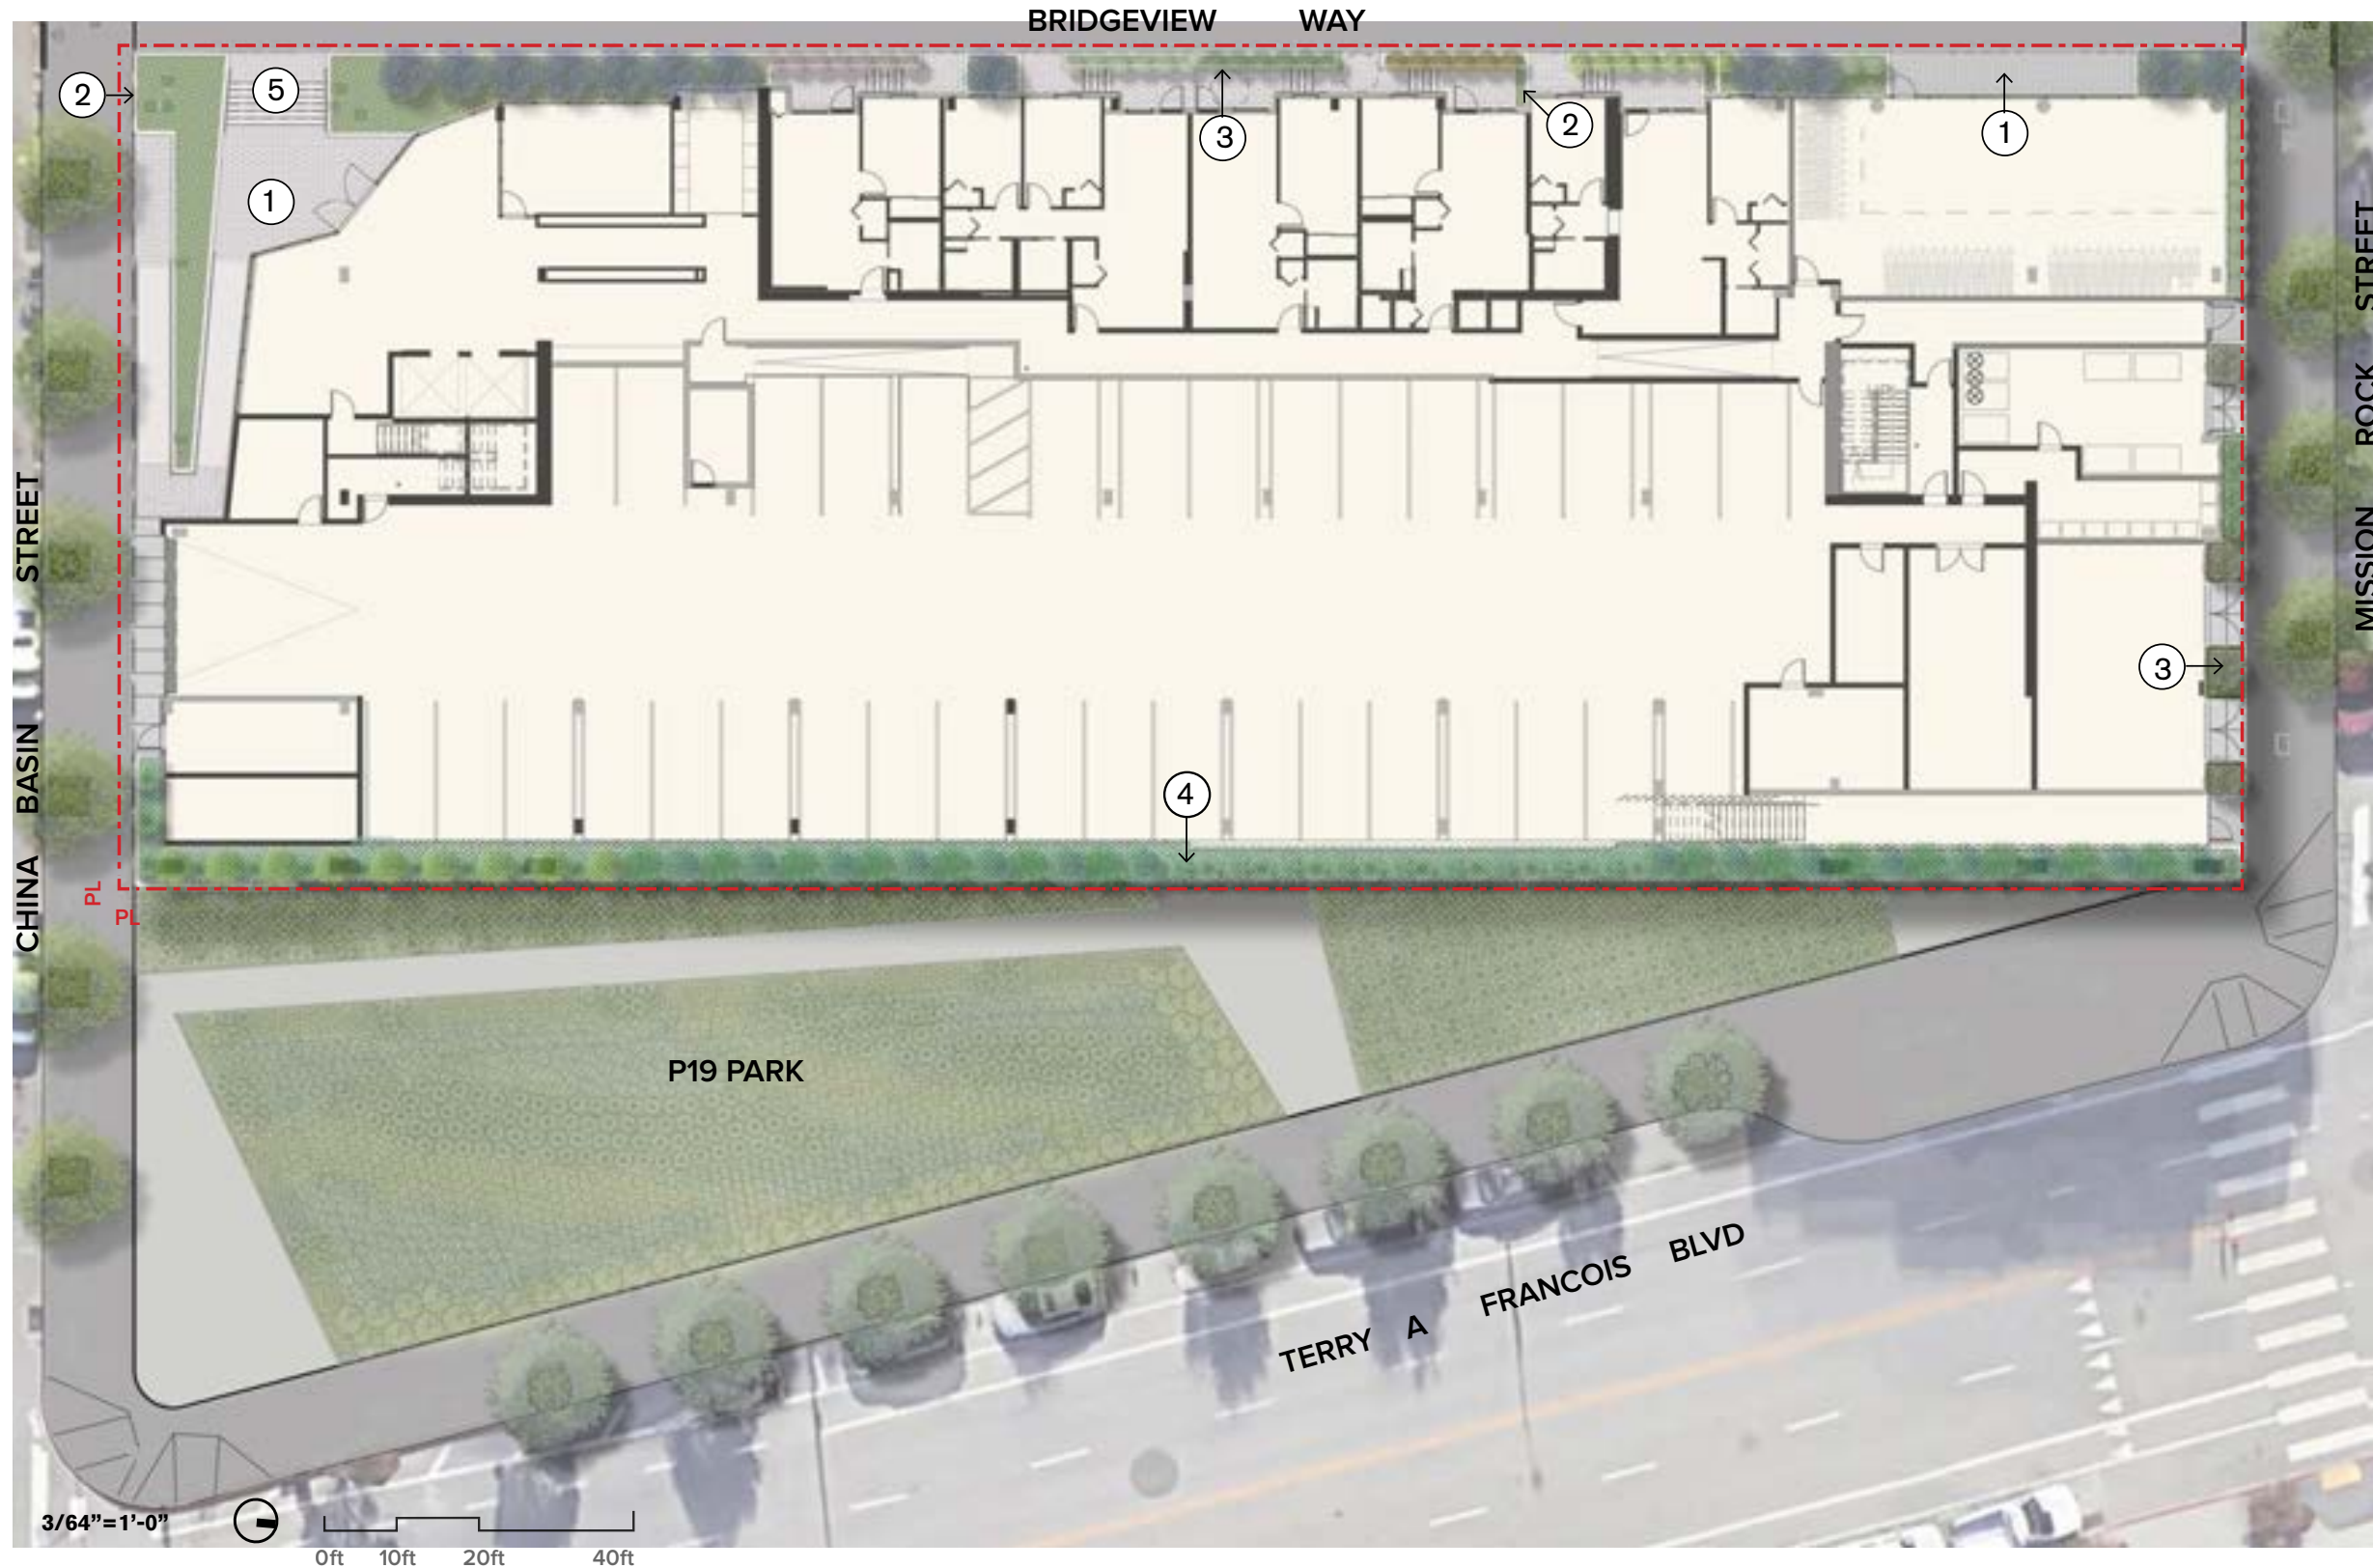 BRIDGEVIEW WAY
2
5
1
3
2
1
MISSION ROCK STREET
CHINA BASIN STREET
3
4
PL
PL
P19 PARK
TERRY A FRANCOIS BLVD
3/64"=1'-0"
0ft 10ft 20ft 40ft